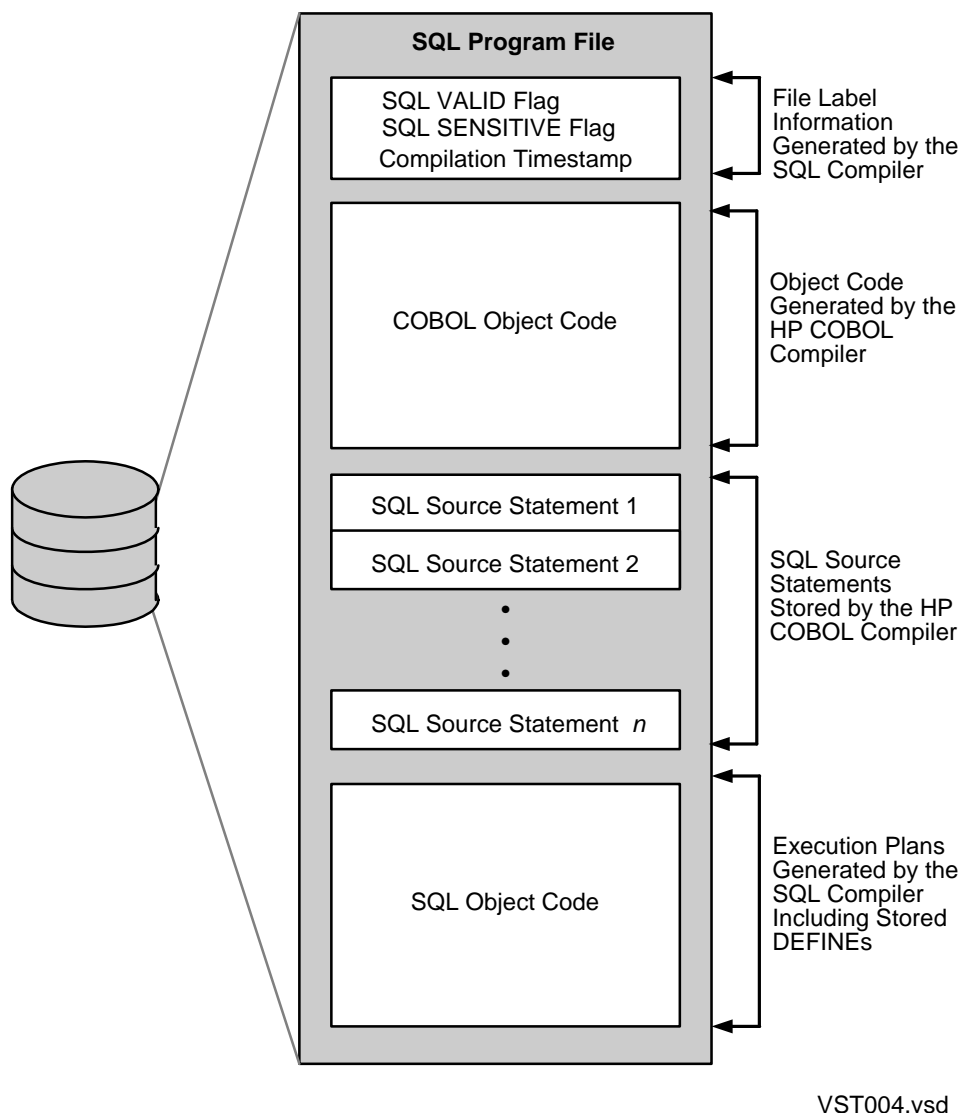 SQL Program File
SQL VALID Flag
SQL SENSITIVE Flag
Compilation Timestamp
File Label
Information
Generated by the
SQL Compiler
COBOL Object Code
Object Code
Generated by the
HP COBOL
Compiler
SQL Source Statement 1
SQL Source Statement 2
SQL Source Statement n
SQL Source
Statements
Stored by the HP
COBOL Compiler
SQL Object Code
Execution Plans
Generated by the
SQL Compiler
Including Stored
DEFINEs
VST004.vsd